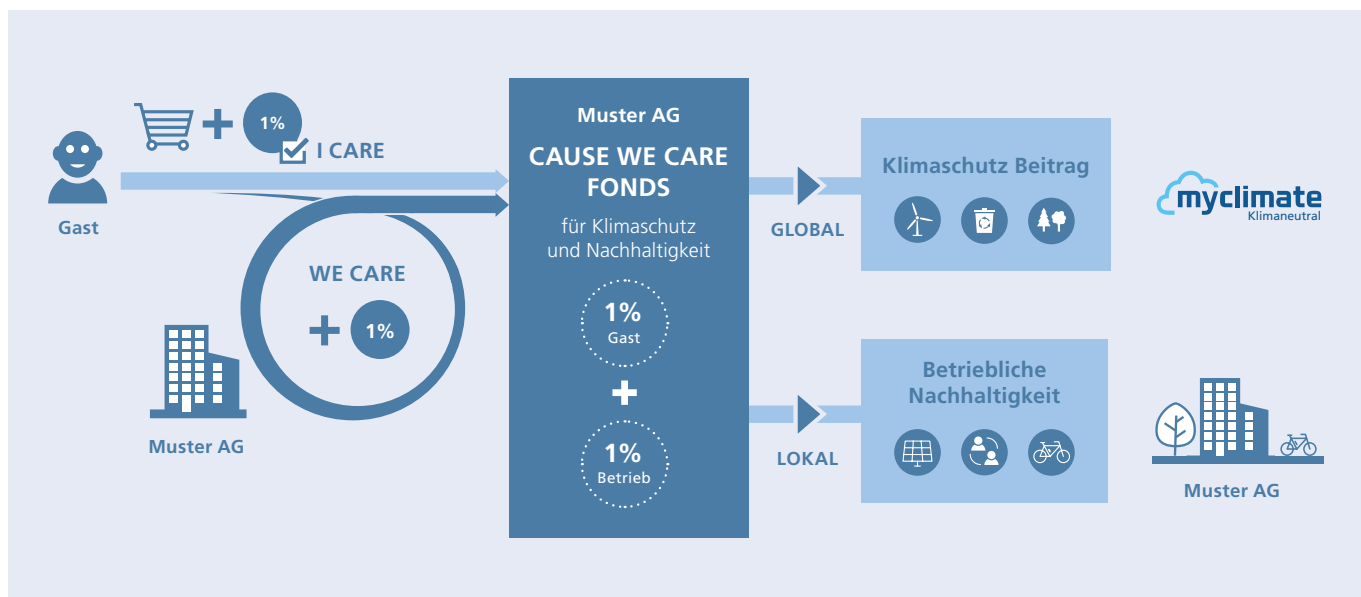 1%
I CARE
Gast
WE CARE
1%
Muster AG
Muster AG
CAUSE WE CARE
FONDS
für Klimaschutz
und Nachhaltigkeit
1%
Gast
1%
Betrieb
GLOBAL
Klimaschutz Beitrag
myclimate
Klimaneutral
LOKAL
Betriebliche
Nachhaltigkeit
Muster AG